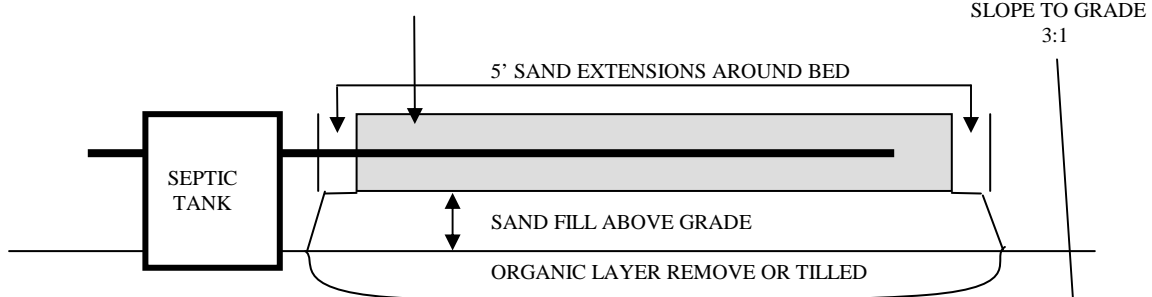 SLOPE TO GRADE
3:1
5’ SAND EXTENSIONS AROUND BED
SEPTIC
TANK
SAND FILL ABOVE GRADE
ORGANIC LAYER REMOVE OR TILLED